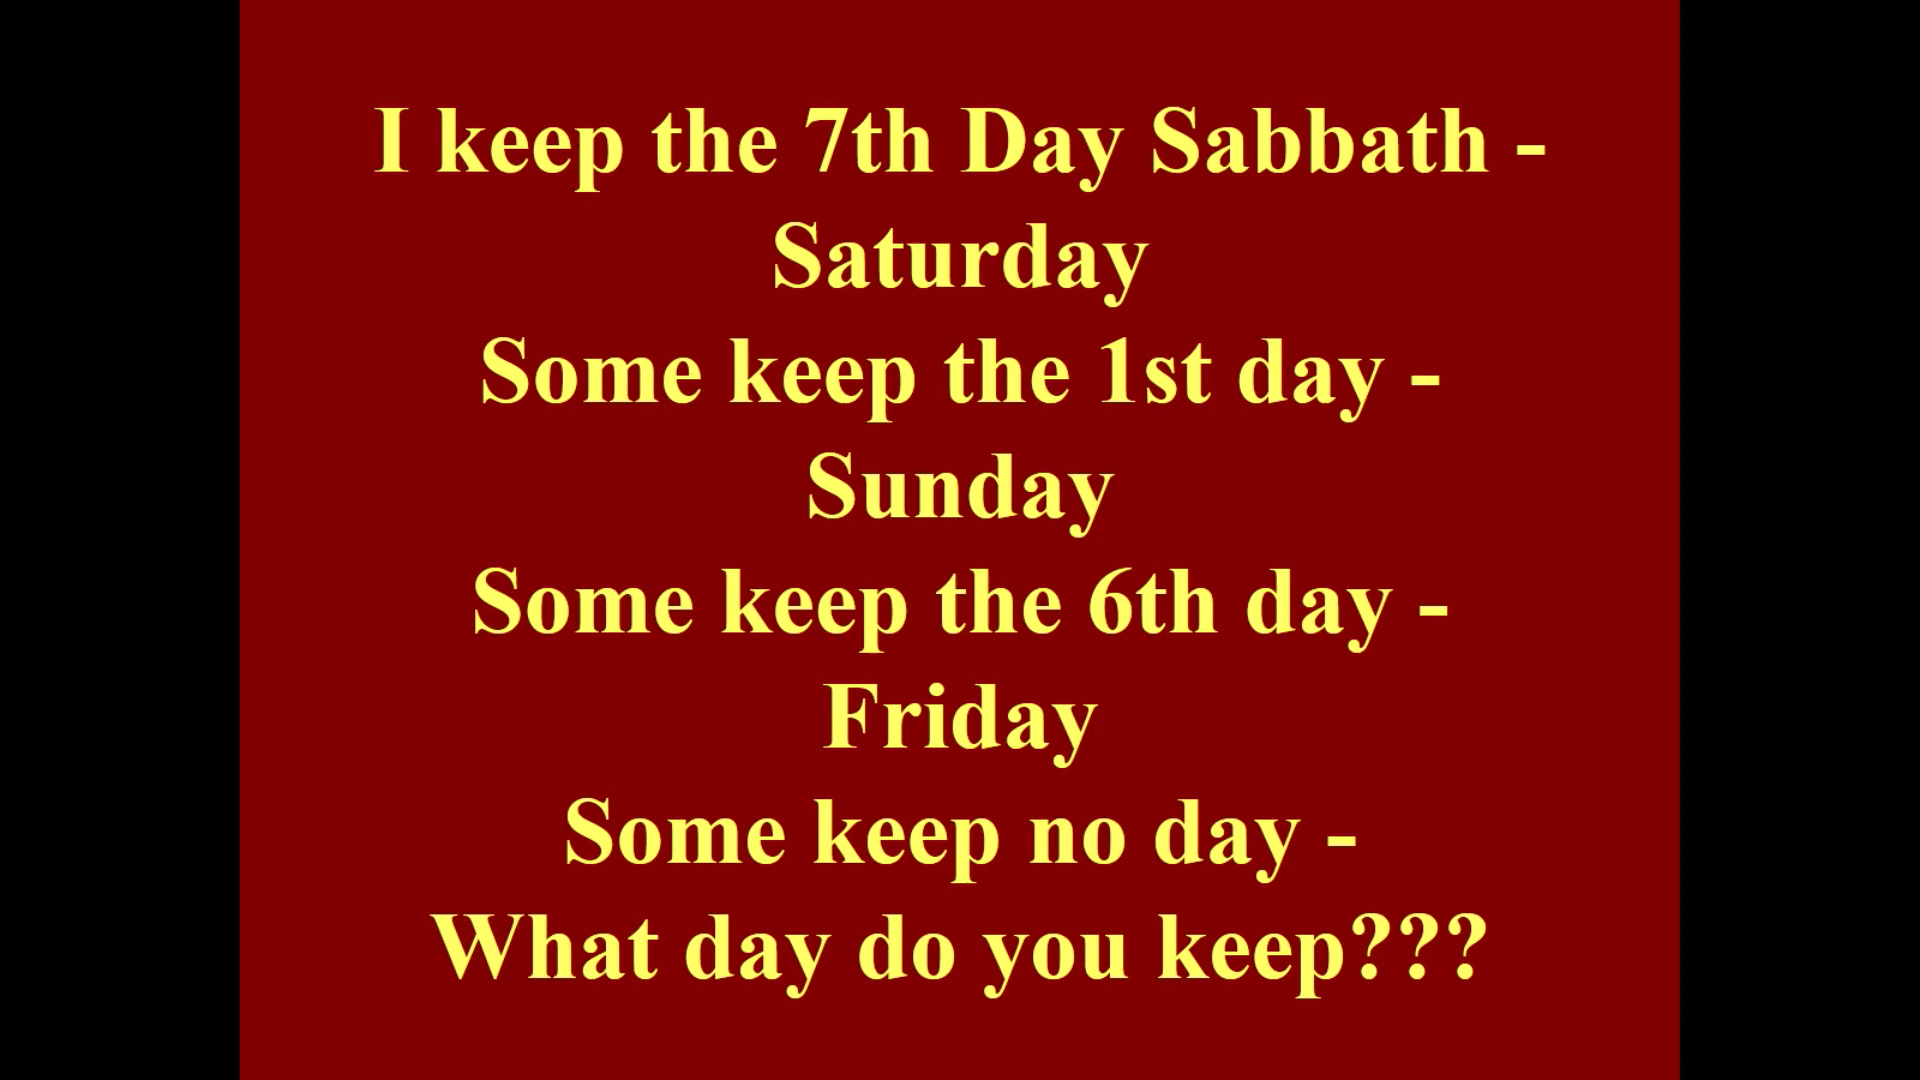 I keep the 7th Day Sabbath -
Saturday
Some keep the 1st day -
Sunday
Some keep the 6th day -
Friday
Some keep no day -
What day do you keep???